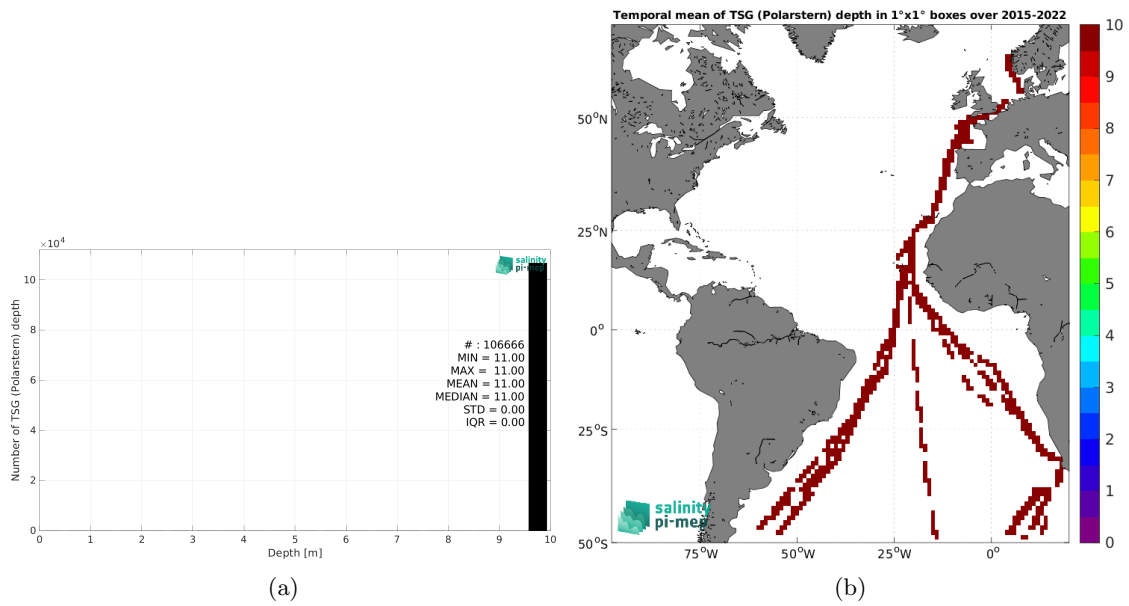 ×10⁴
10
8
6
4
2
0
Number of TSG (Polarstern) depth
salinity
pi-mep
# : 106666
MIN = 11.00
MAX = 11.00
MEAN = 11.00
MEDIAN = 11.00
STD = 0.00
IQR = 0.00
0 1 2 3 4 5 6 7 8 9 10
Depth [m]
(a)
Temporal mean of TSG (Polarstern) depth in 1°x1° boxes over 2015-2022
50°N
25°N
0°
25°S
50°S
75°W 50°W 25°W 0°
salinity
pi-mep
10
9
8
7
6
5
4
3
2
1
0
(b)